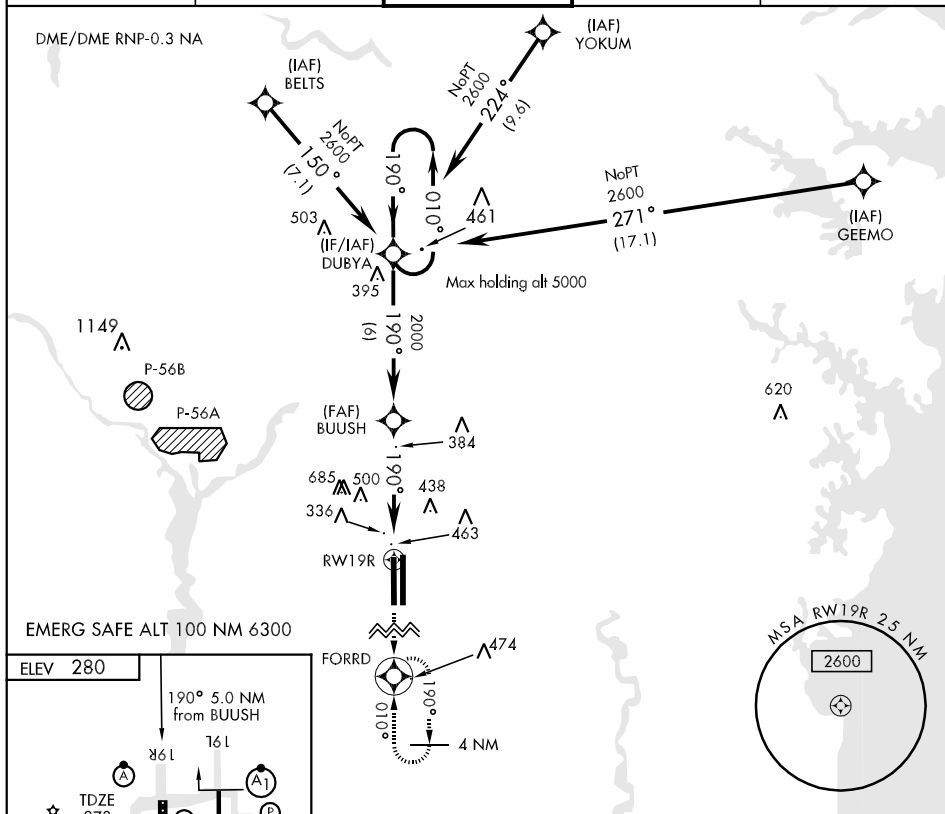 DME/DME RNP-0.3 NA
(IAF)
YOKUM
(IAF)
BELTS
NoPT
2600
224°
(9.6)
NoPT
2600
150°
(7.1)
190°
010°
NoPT
2600
271°
(17.1)
(IAF)
GEEMO
503
461
(IF/IAF)
DUBYA
395
Max holding alt 5000
1149
2000
190°
(6)
P-56B
P-56A
620
(FAF)
BUUSH
384
190°
685
500
438
336
463
RW19R
EMERG SAFE ALT 100 NM 6300
MSA RW19R 25 NM
2600
FORRD
474
190°
010°
4 NM
ELEV 280
190° 5.0 NM
from BUUSH
19R
19L
A
A1
TDZE
P